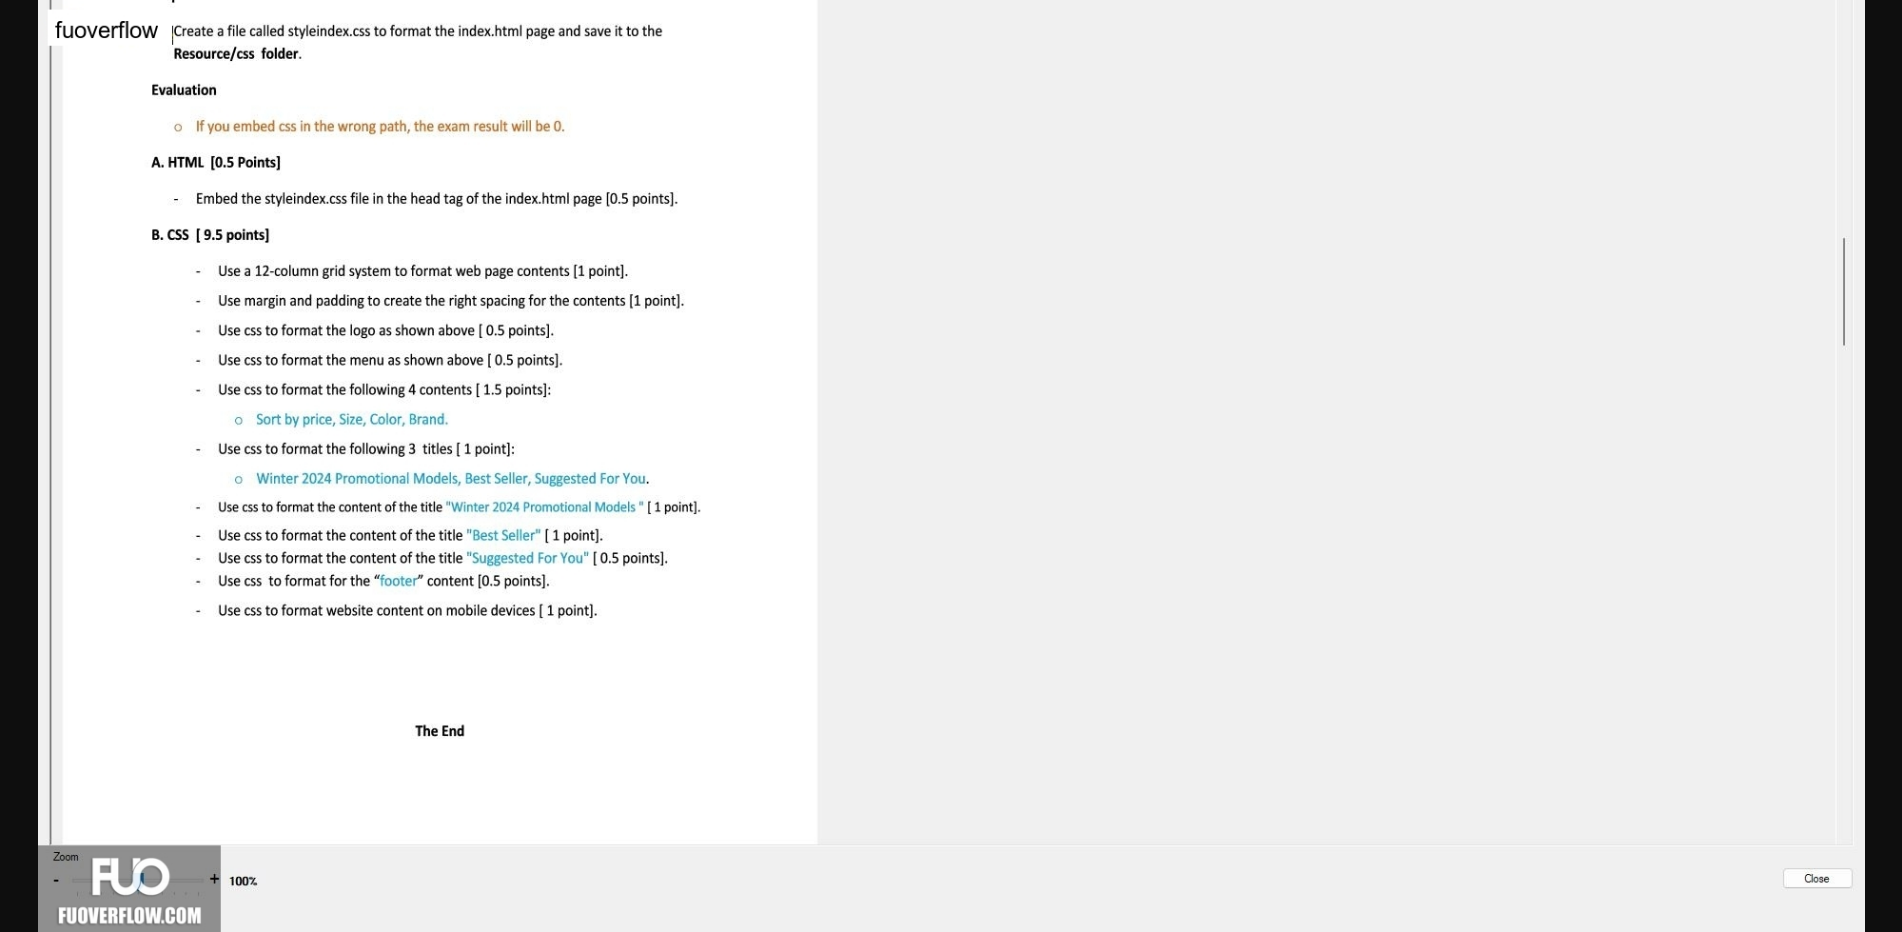 fuoverflow
Create a file called styleindex.css to format the index.html page and save it to the
Resource/css folder.
Evaluation
o If you embed css in the wrong path, the exam result will be 0.
A. HTML [0.5 Points]
- Embed the styleindex.css file in the head tag of the index.html page [0.5 points].
B. CSS [ 9.5 points]
- Use a 12-column grid system to format web page contents [1 point].
- Use margin and padding to create the right spacing for the contents [1 point].
- Use css to format the logo as shown above [ 0.5 points].
- Use css to format the menu as shown above [ 0.5 points].
- Use css to format the following 4 contents [ 1.5 points]:
o Sort by price, Size, Color, Brand.
- Use css to format the following 3 titles [ 1 point]:
o Winter 2024 Promotional Models, Best Seller, Suggested For You.
- Use css to format the content of the title "Winter 2024 Promotional Models " [ 1 point].
- Use css to format the content of the title "Best Seller" [ 1 point].
- Use css to format the content of the title "Suggested For You" [ 0.5 points].
- Use css to format for the “footer” content [0.5 points].
- Use css to format website content on mobile devices [ 1 point].
The End
Zoom
- + 100%
Close
FUO
FUOVERFLOW.COM